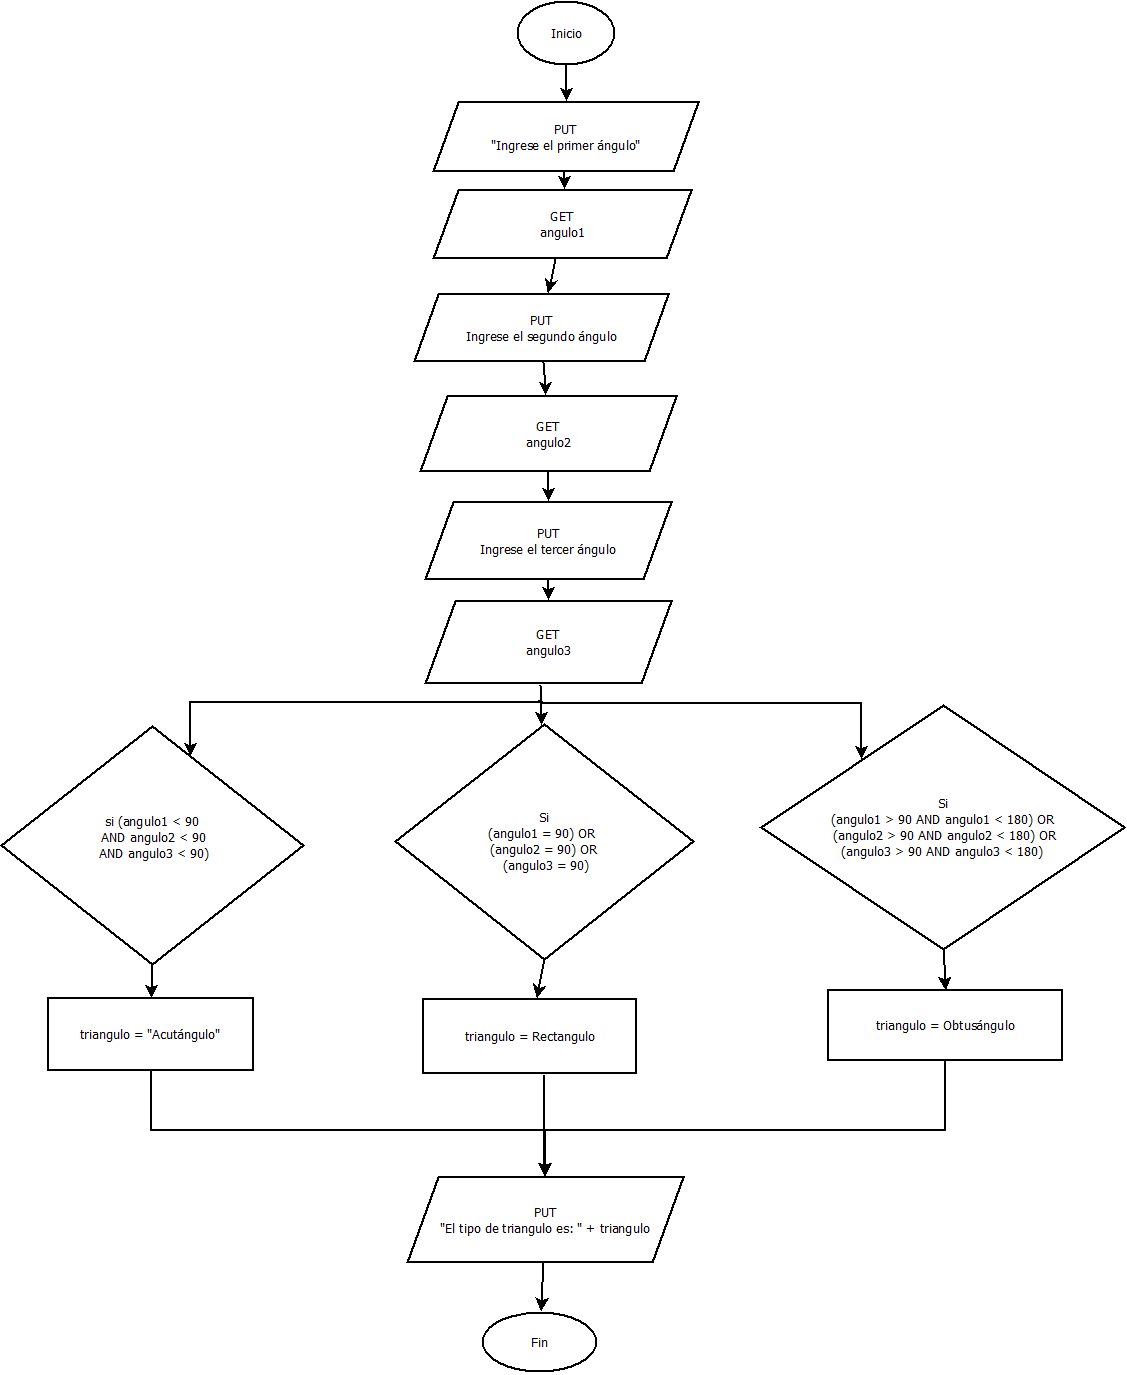 Inicio
PUT
"Ingrese el primer ángulo"
GET
angulo1
PUT
Ingrese el segundo ángulo
GET
angulo2
PUT
Ingrese el tercer ángulo
GET
angulo3
si (angulo1 < 90
AND angulo2 < 90
AND angulo3 < 90)
Si
(angulo1 = 90) OR
(angulo2 = 90) OR
(angulo3 = 90)
Si
(angulo1 > 90 AND angulo1 < 180) OR
(angulo2 > 90 AND angulo2 < 180) OR
(angulo3 > 90 AND angulo3 < 180)
triangulo = "Acutángulo"
triangulo = Rectangulo
triangulo = Obtusángulo
PUT
"El tipo de triangulo es: " + triangulo
Fin